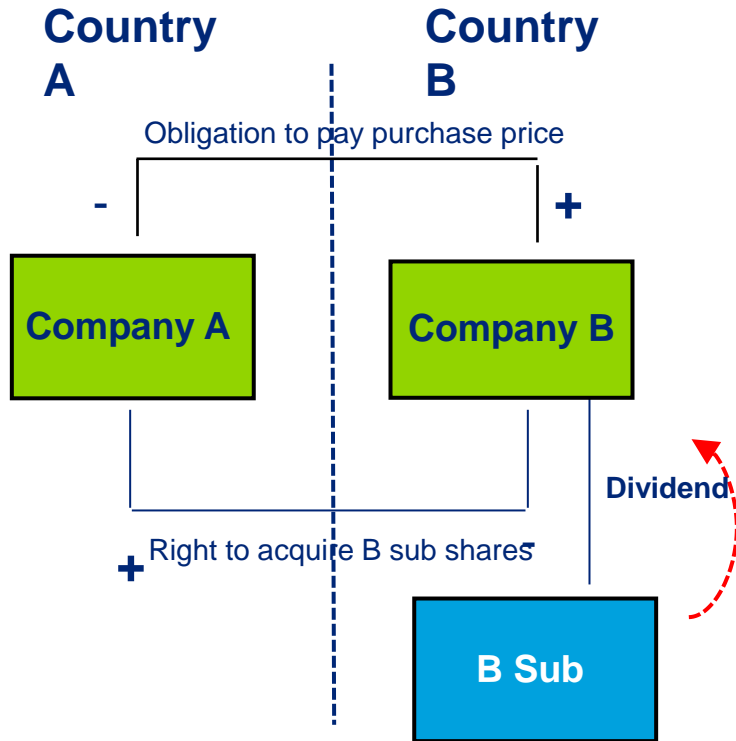 Country
A
Country
B
Obligation to pay purchase price
-
+
Company A
Company B
Dividend
Right to acquire B sub shares
-
+
B Sub